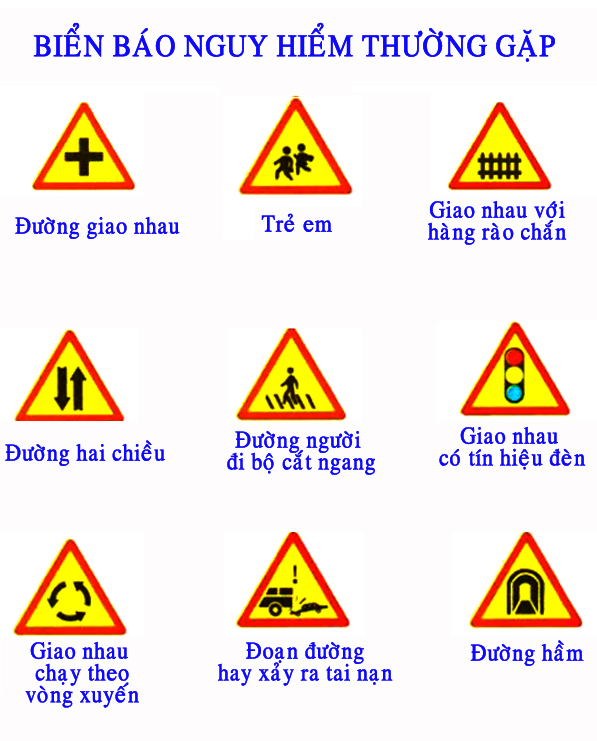 BIỂN BÁO NGUY HIỂM THƯỜNG GẶP
Đường giao nhau
Trẻ em
Giao nhau với
hàng rào chắn
Đường hai chiều
Đường người
đi bộ cắt ngang
Giao nhau
có tín hiệu đèn
Giao nhau
chạy theo
vòng xuyến
Đoạn đường
hay xảy ra tai nạn
Đường hầm